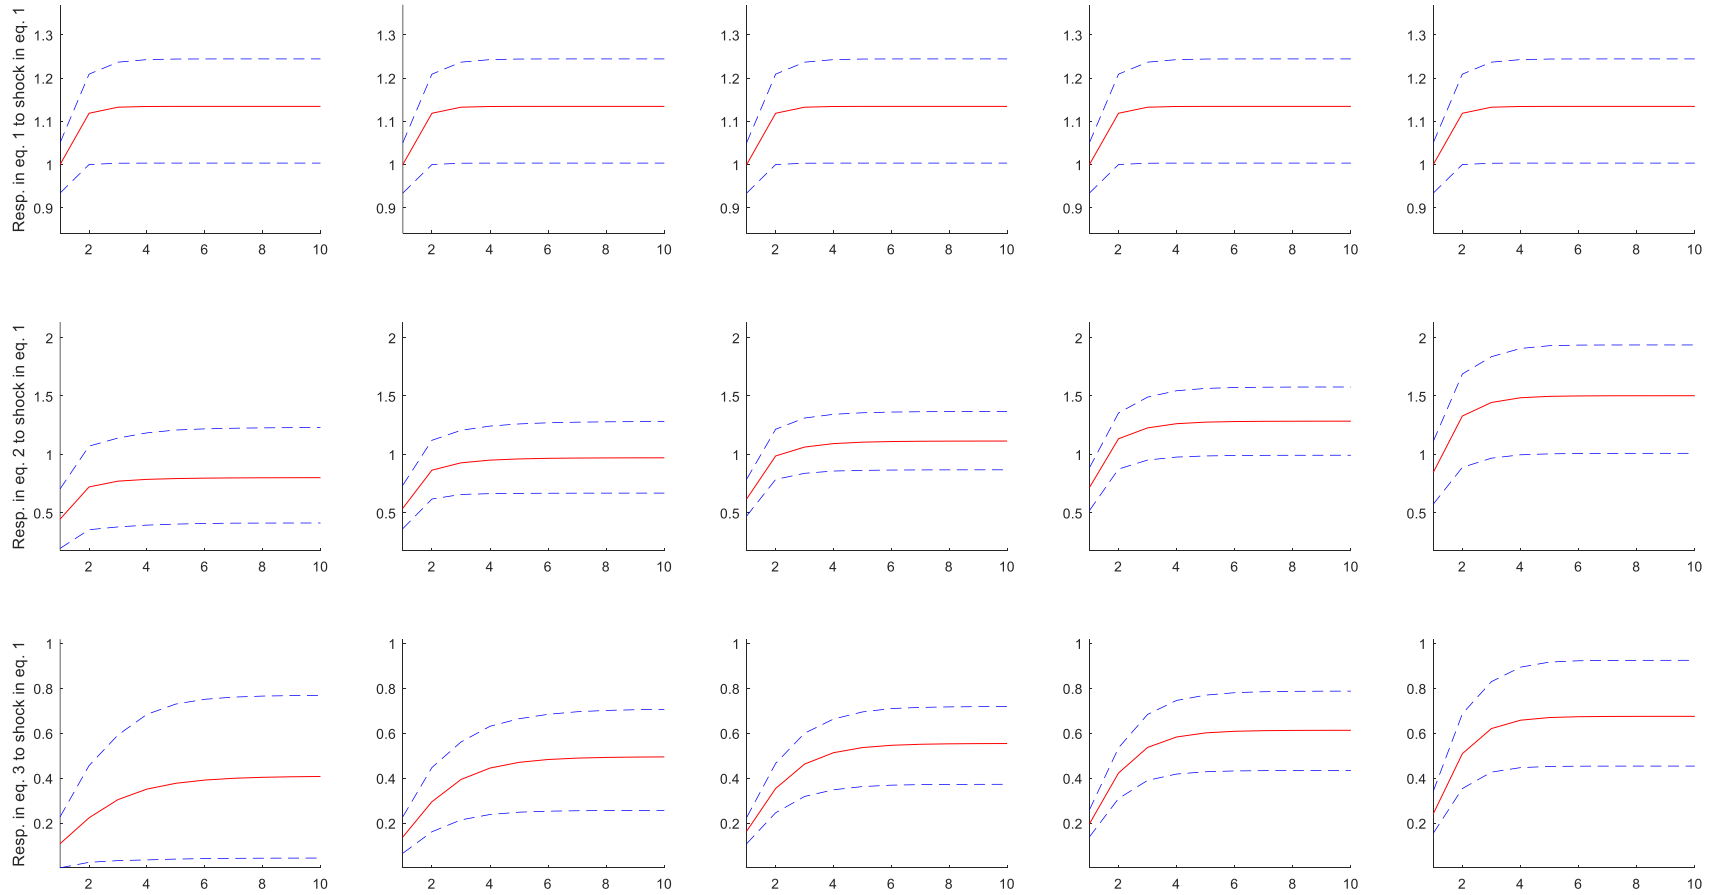 Resp. in eq. 1 to shock in eq. 1
1.3 1.3 1.3 1.3 1.3
1.2 1.2 1.2 1.2 1.2
1.1 1.1 1.1 1.1 1.1
1 1 1 1 1
0.9 0.9 0.9 0.9 0.9
2 4 6 8 10 2 4 6 8 10 2 4 6 8 10 2 4 6 8 10 2 4 6 8 10
Resp. in eq. 2 to shock in eq. 1
2 2 2 2 2
1.5 1.5 1.5 1.5 1.5
1 1 1 1 1
0.5 0.5 0.5 0.5 0.5
2 4 6 8 10 2 4 6 8 10 2 4 6 8 10 2 4 6 8 10 2 4 6 8 10
Resp. in eq. 3 to shock in eq. 1
1 1 1 1 1
0.8 0.8 0.8 0.8 0.8
0.6 0.6 0.6 0.6 0.6
0.4 0.4 0.4 0.4 0.4
0.2 0.2 0.2 0.2 0.2
2 4 6 8 10 2 4 6 8 10 2 4 6 8 10 2 4 6 8 10 2 4 6 8 10